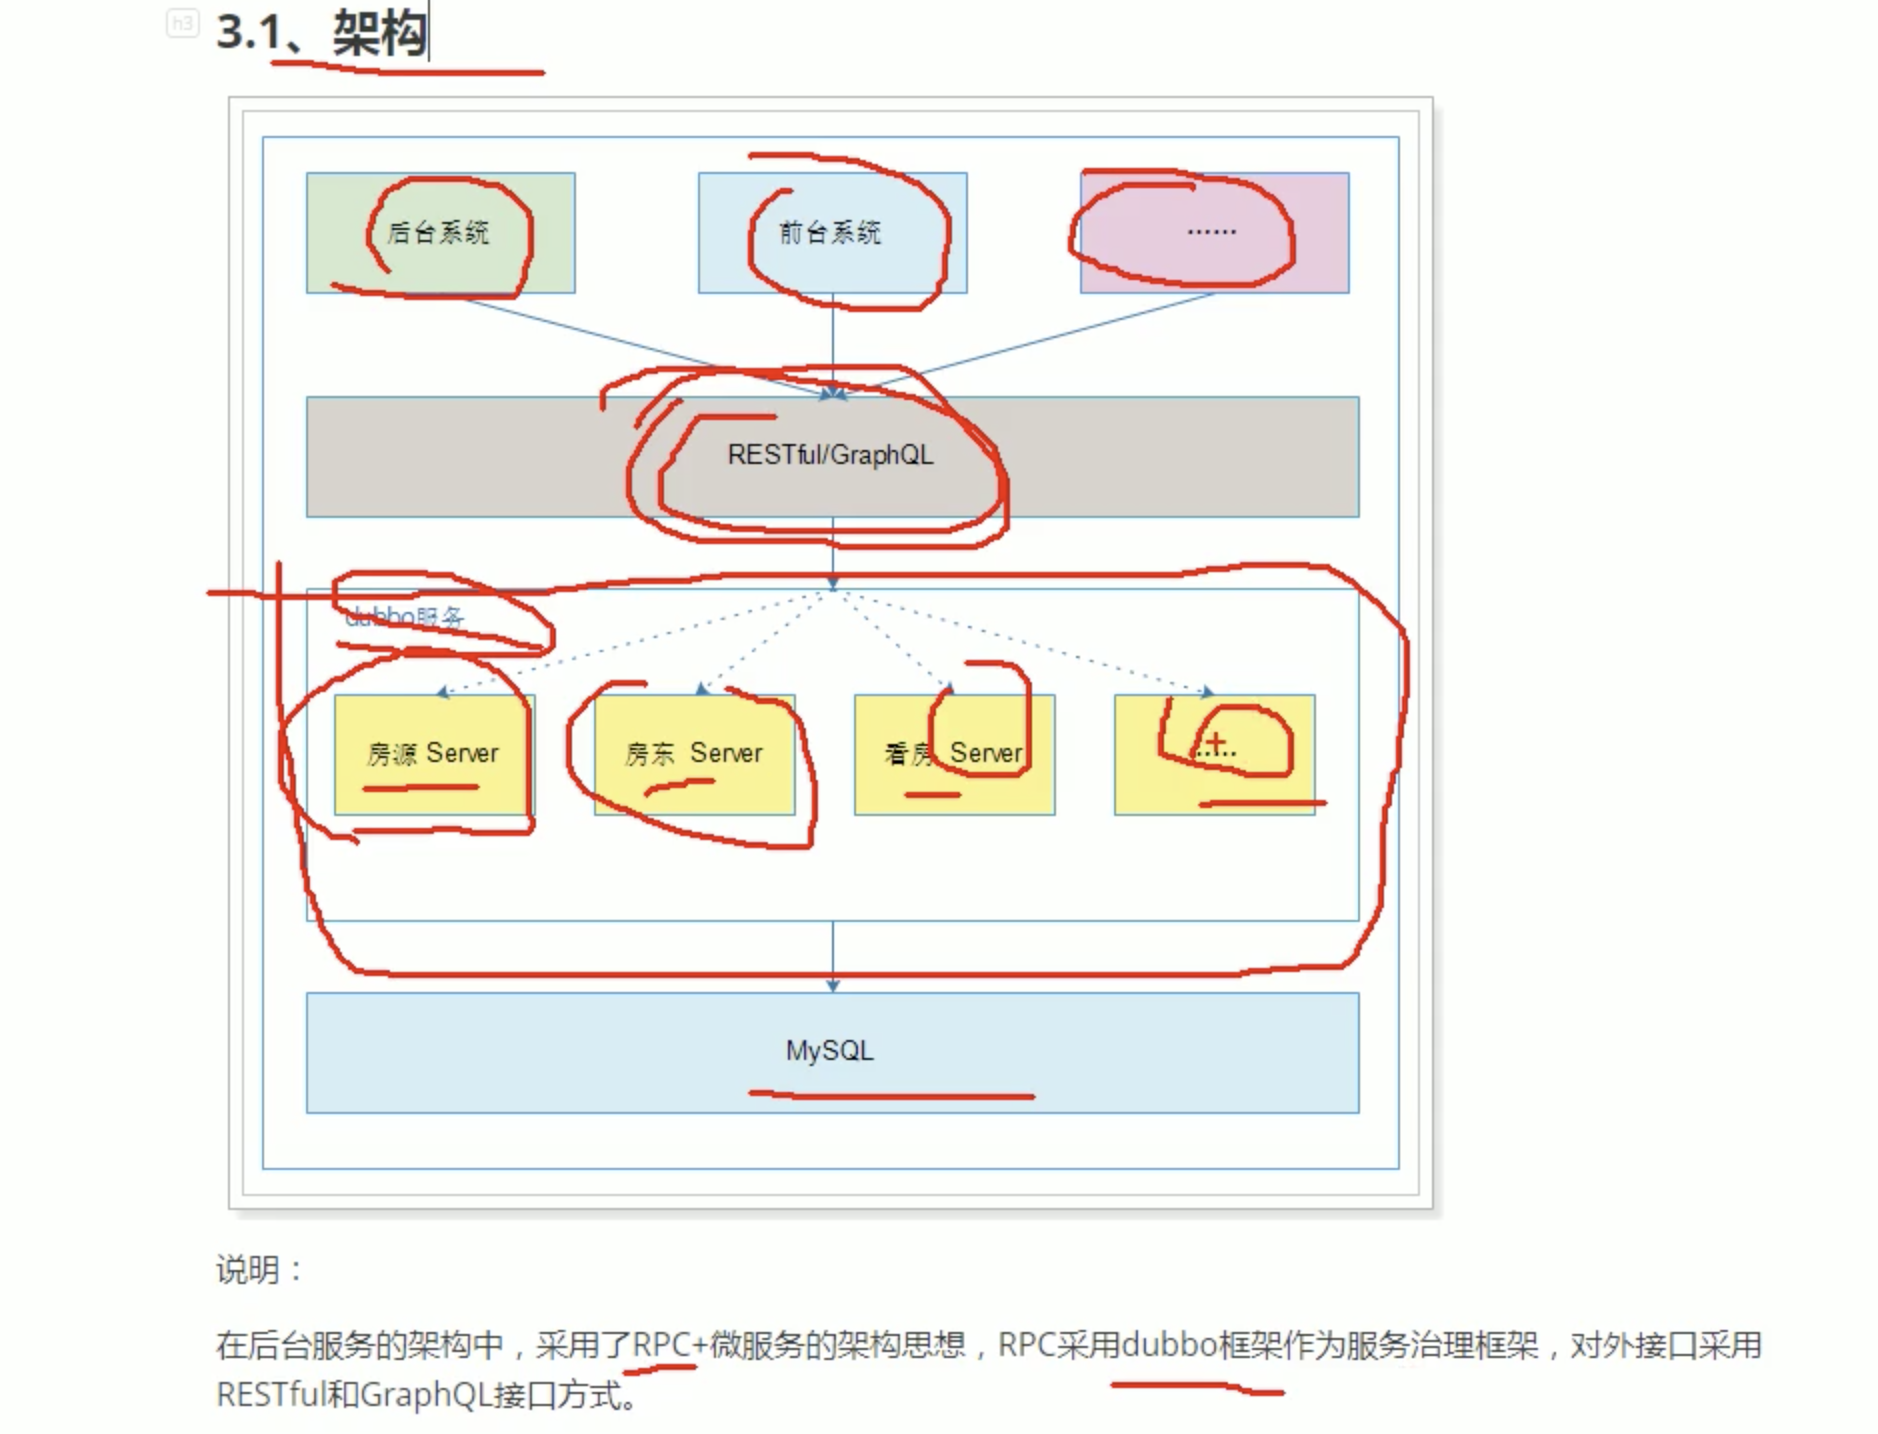 h3
3.1、架构
后台系统
前台系统
......
RESTful/GraphQL
dubbo服务
房源 Server
房东 Server
看房 Server
......
MySQL
说明：
在后台服务的架构中，采用了RPC+微服务的架构思想，RPC采用dubbo框架作为服务治理框架，对外接口采用
RESTful和GraphQL接口方式。